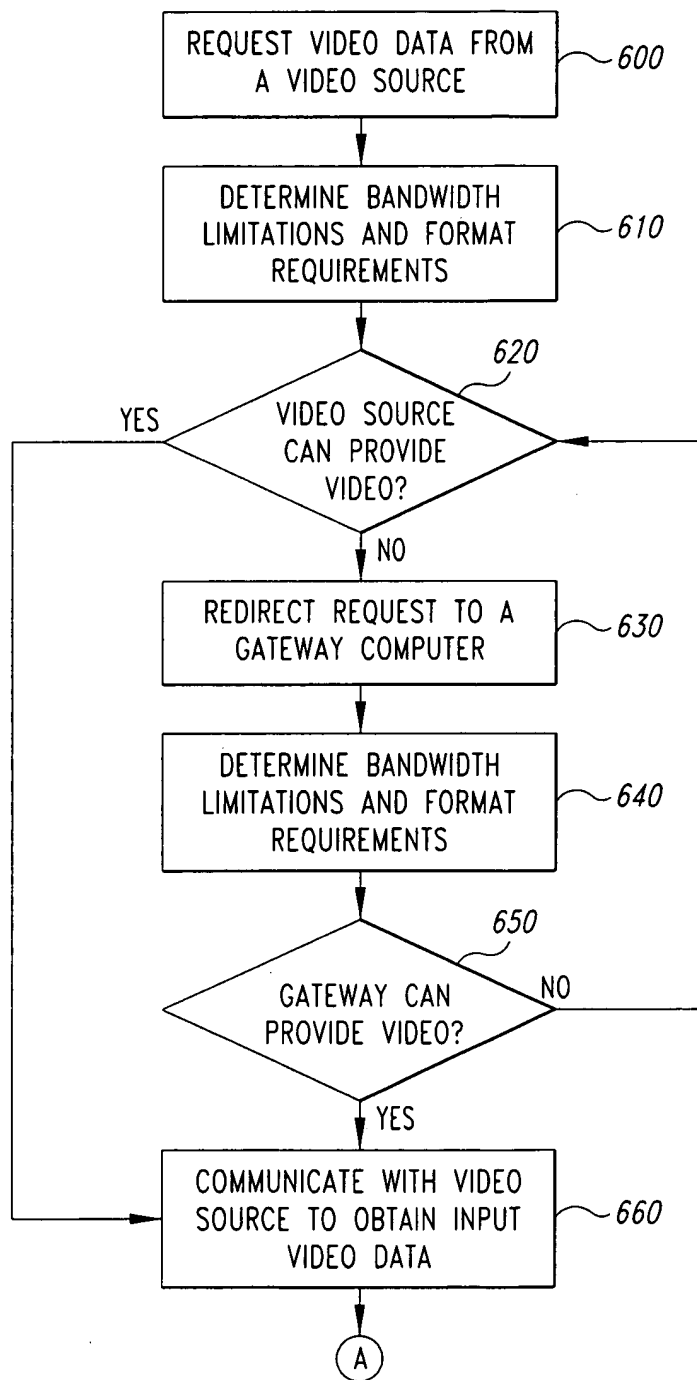 REQUEST VIDEO DATA FROM
A VIDEO SOURCE
600
DETERMINE BANDWIDTH
LIMITATIONS AND FORMAT
REQUIREMENTS
610
620
YES
VIDEO SOURCE
CAN PROVIDE
VIDEO?
NO
REDIRECT REQUEST TO A
GATEWAY COMPUTER
630
DETERMINE BANDWIDTH
LIMITATIONS AND FORMAT
REQUIREMENTS
640
650
NO
GATEWAY CAN
PROVIDE VIDEO?
YES
COMMUNICATE WITH VIDEO
SOURCE TO OBTAIN INPUT
VIDEO DATA
660
A